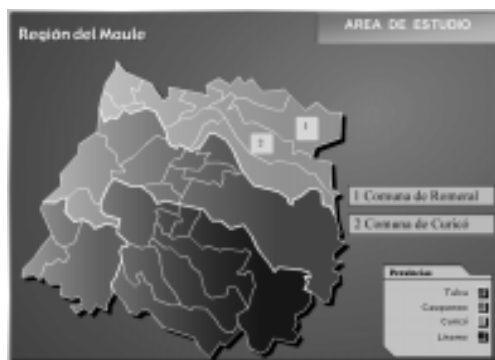 Región del Maule
AREA DE ESTUDIO
1
2
1 Comuna de Romeral
2 Comuna de Curicó
Provincias
Talca
Cauquenes
Curicó
Linares